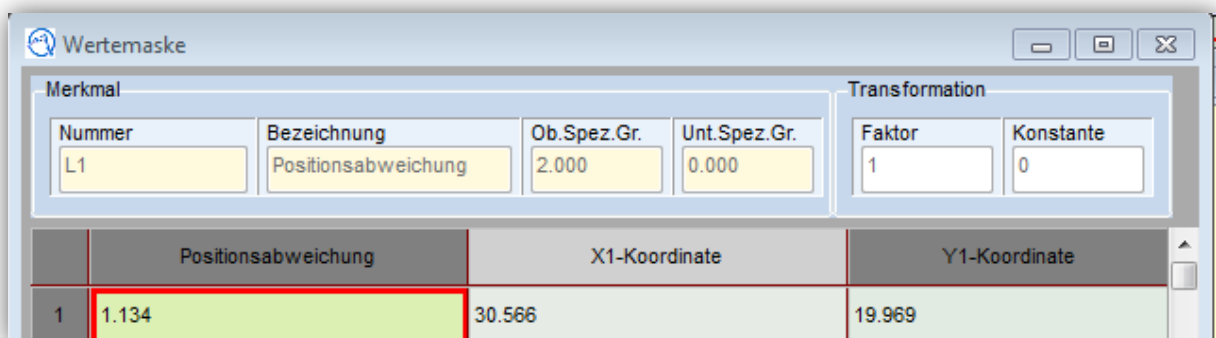 Wertemaske
Merkmal
Transformation
Nummer Bezeichnung Ob.Spez.Gr. Unt.Spez.Gr. Faktor Konstante
L1 Positionsabweichung 2.000 0.000 1 0
Positionsabweichung X1-Koordinate Y1-Koordinate
1 1.134 30.566 19.969